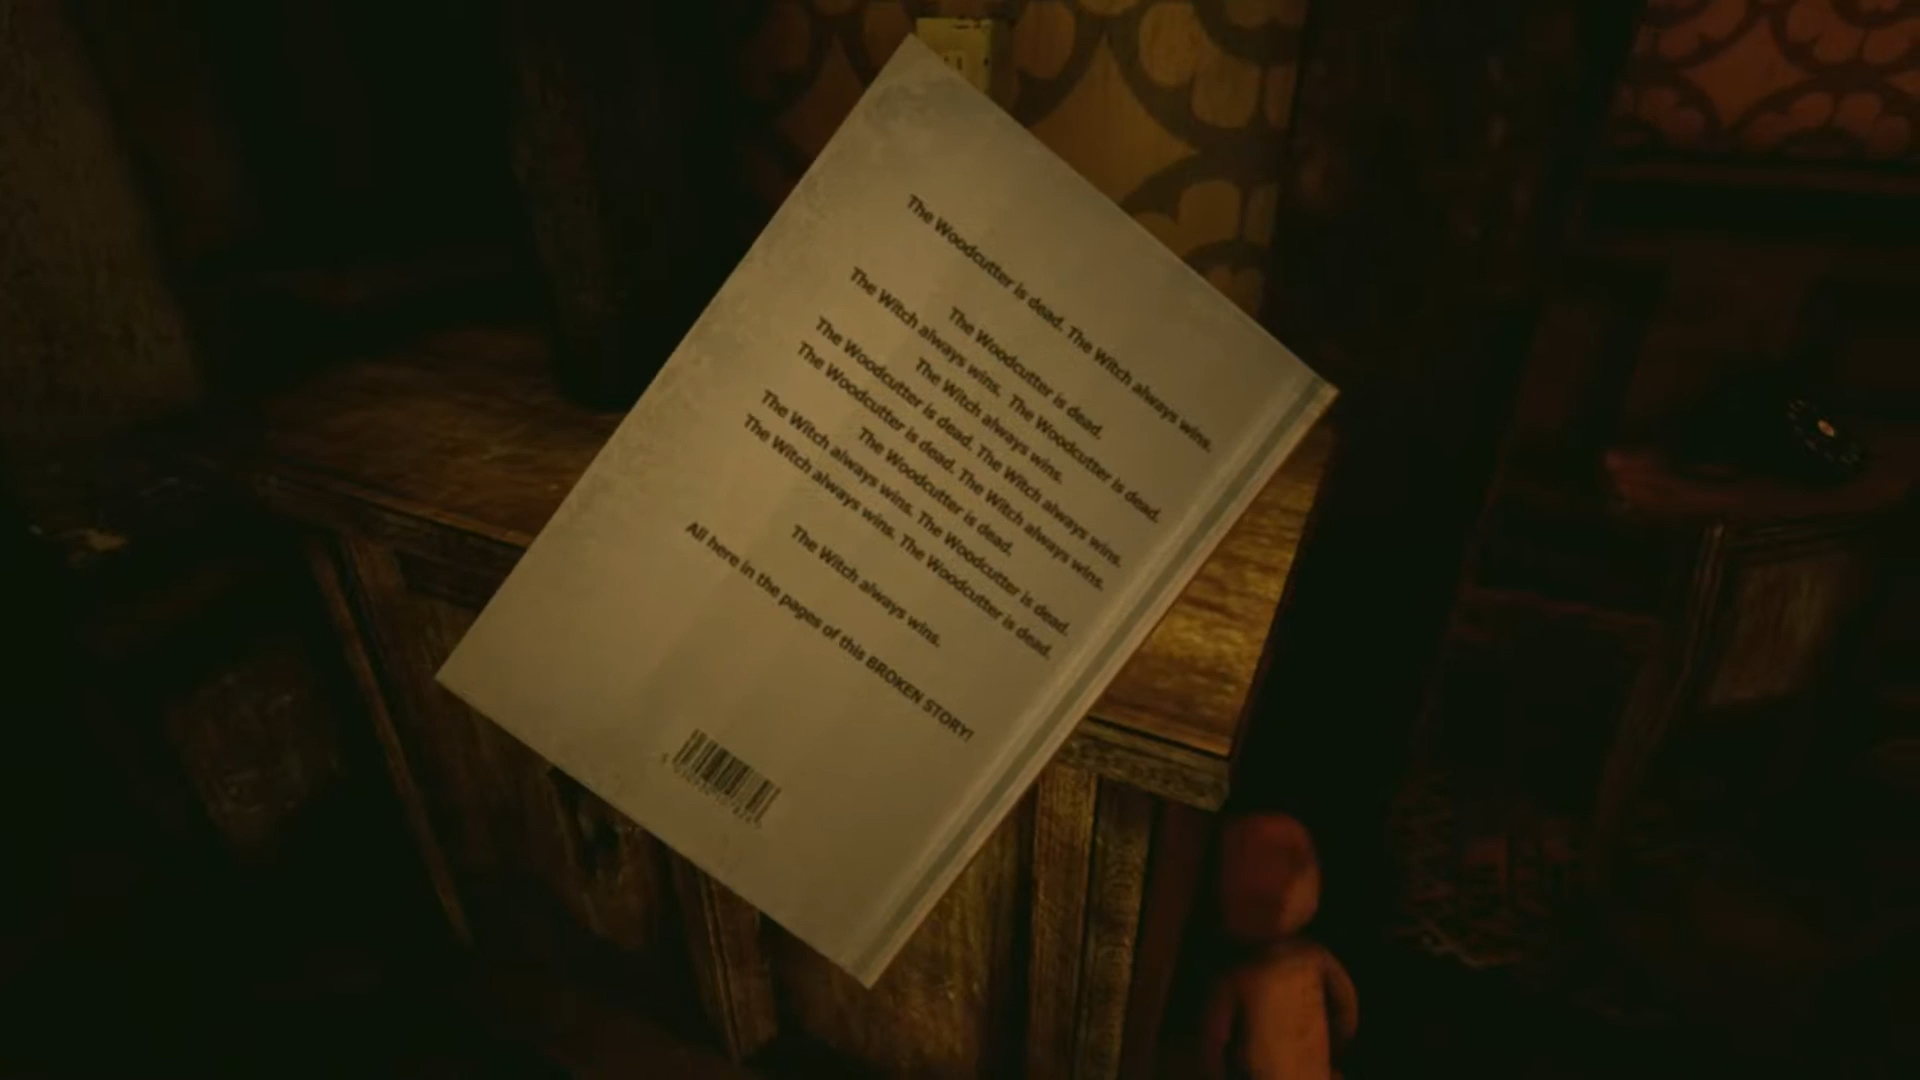 The Woodcutter is dead. The Witch always wins.
The Woodcutter is dead.
The Witch always wins. The Woodcutter is dead.
The Witch always wins.
The Woodcutter is dead. The Witch always wins.
The Woodcutter is dead. The Witch always wins.
The Woodcutter is dead.
The Witch always wins. The Woodcutter is dead.
The Witch always wins. The Woodcutter is dead.
The Witch always wins.
All here in the pages of this BROKEN STORY!